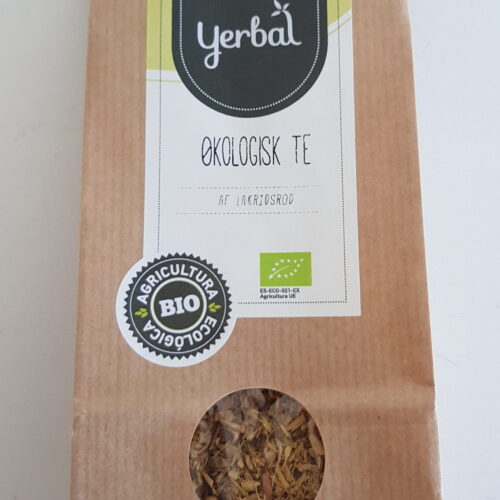 yerbal
ØKOLOGISK TE
AF LAKRIDSROD
ES-ECO-021-EX
Agricultura UE
AGRICULTURA
BIO
ECOLÓGICA